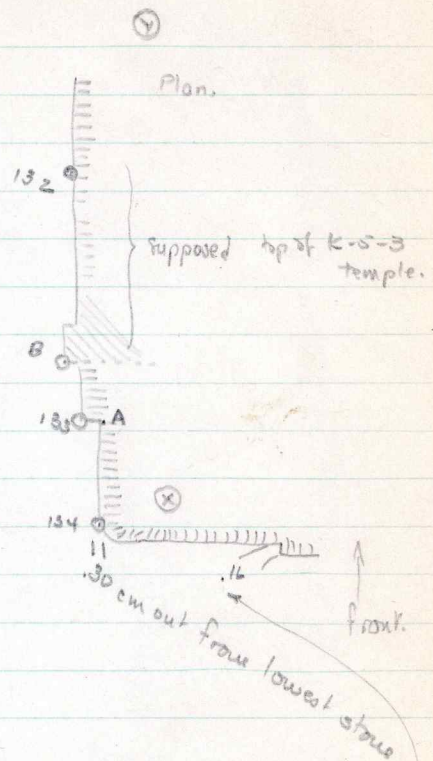 Y
Plan.
132
supposed top of K-5-3
temple.
B
133
A
X
134
11
.30 cm out from lowest stone
.16
front.